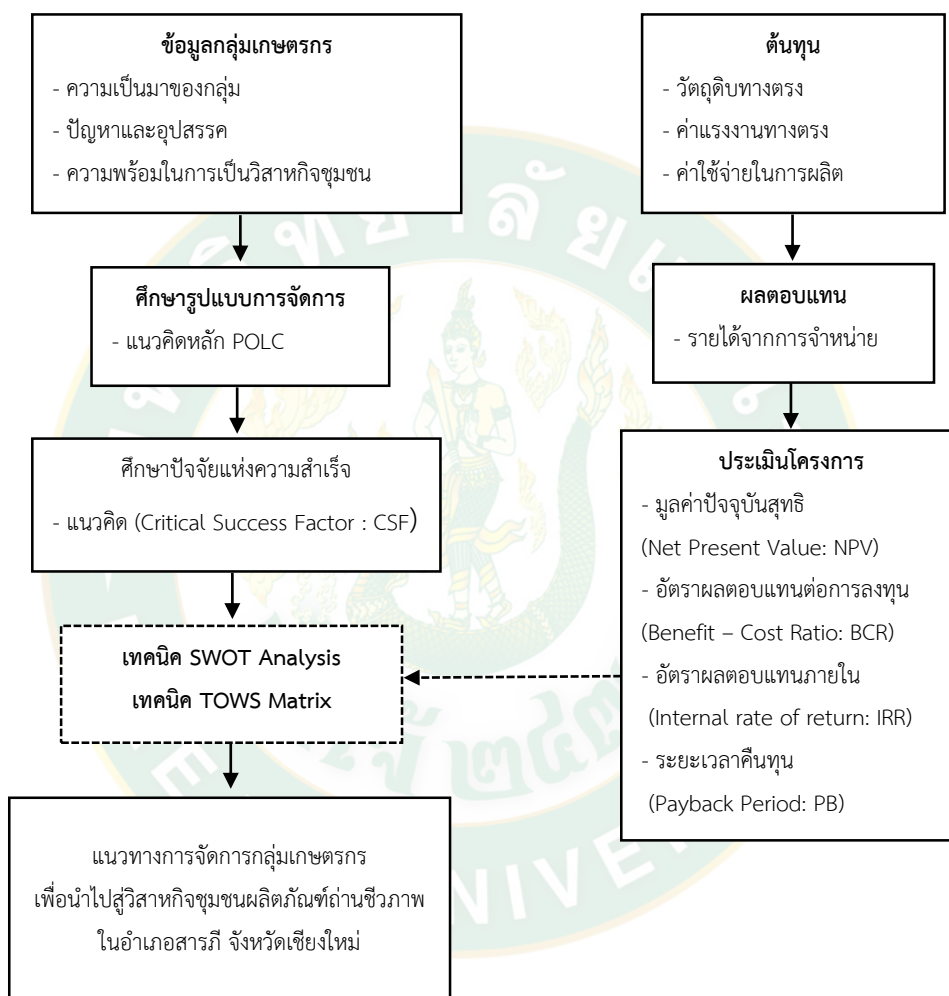 ข้อมูลกลุ่มเกษตรกร
- ความเป็นมาของกลุ่ม
- ปัญหาและอุปสรรค
- ความพร้อมในการเป็นวิสาหกิจชุมชน
ศึกษารูปแบบการจัดการ
- แนวคิดหลัก POLC
ศึกษาปัจจัยแห่งความสำเร็จ
- แนวคิด (Critical Success Factor : CSF)
เทคนิค SWOT Analysis
เทคนิค TOWS Matrix
แนวทางการจัดการกลุ่มเกษตรกร
เพื่อนำไปสู่วิสาหกิจชุมชนผลิตภัณฑ์ถ่านชีวภาพ
ในอำเภอสารภี จังหวัดเชียงใหม่
ต้นทุน
- วัตถุดิบทางตรง
- ค่าแรงงานทางตรง
- ค่าใช้จ่ายในการผลิต
ผลตอบแทน
- รายได้จากการจำหน่าย
ประเมินโครงการ
- มูลค่าปัจจุบันสุทธิ
(Net Present Value: NPV)
- อัตราผลตอบแทนต่อการลงทุน
(Benefit – Cost Ratio: BCR)
- อัตราผลตอบแทนภายใน
(Internal rate of return: IRR)
- ระยะเวลาคืนทุน
(Payback Period: PB)